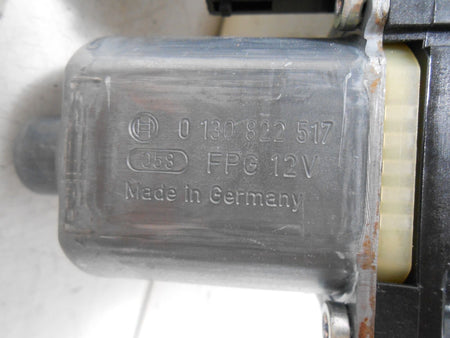 0 130 822 517
058 FPG 12V
Made in Germany